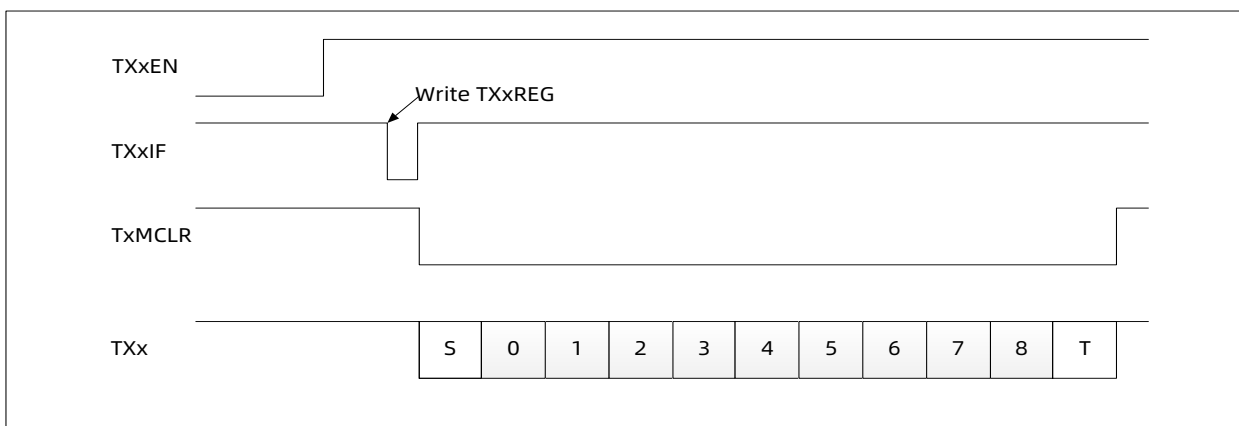 TXxEN
Write TXxREG
TXxIF
TxMCLR
TXx S 0 1 2 3 4 5 6 7 8 T